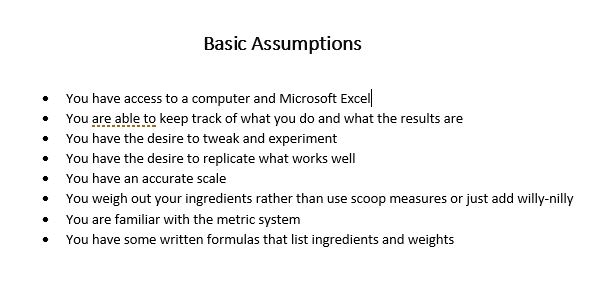 Basic Assumptions
• You have access to a computer and Microsoft Excel
• You are able to keep track of what you do and what the results are
• You have the desire to tweak and experiment
• You have the desire to replicate what works well
• You have an accurate scale
• You weigh out your ingredients rather than use scoop measures or just add willy-nilly
• You are familiar with the metric system
• You have some written formulas that list ingredients and weights